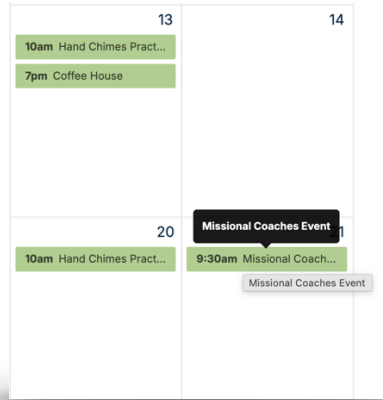 13
14
10am Hand Chimes Pract...
7pm Coffee House
20
Missional Coaches Event
21
10am Hand Chimes Pract...
9:30am Missional Coach...
Missional Coaches Event